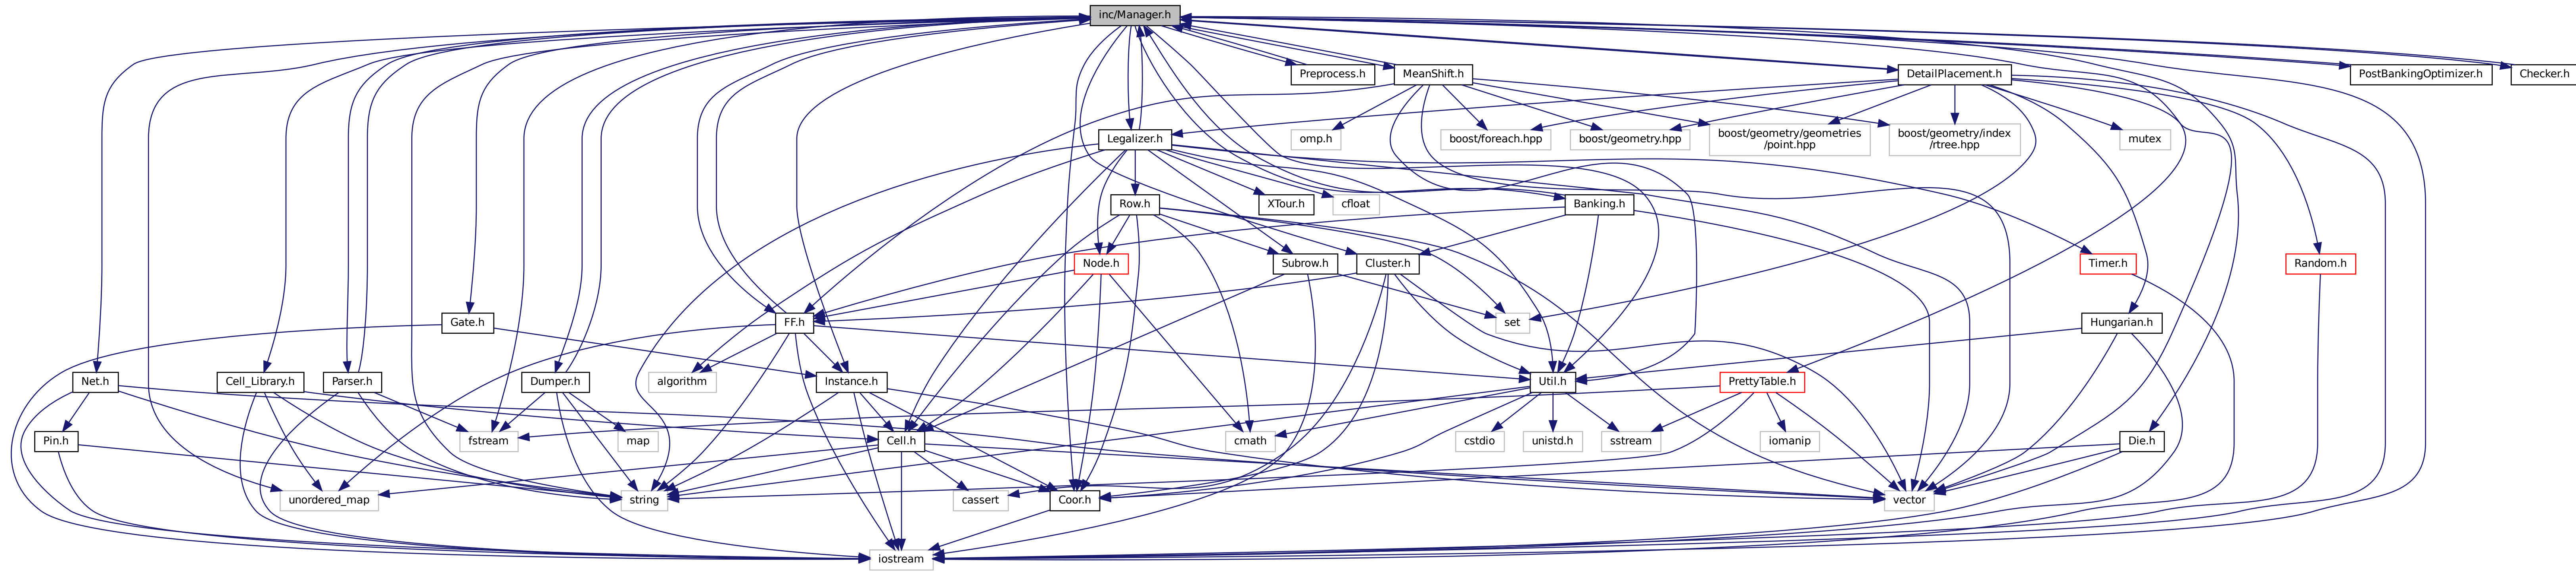 inc/Manager.h
Preprocess.h
MeanShift.h
DetailPlacement.h
PostBankingOptimizer.h
Checker.h
Legalizer.h
omp.h
boost/foreach.hpp
boost/geometry.hpp
boost/geometry/geometries
/point.hpp
boost/geometry/index
/rtree.hpp
mutex
Row.h
XTour.h
cfloat
Banking.h
Node.h
Subrow.h
Cluster.h
Timer.h
Random.h
Gate.h
FF.h
set
Hungarian.h
Net.h
Cell_Library.h
Parser.h
Dumper.h
algorithm
Instance.h
Util.h
PrettyTable.h
Pin.h
fstream
map
Cell.h
cmath
cstdio
unistd.h
sstream
iomanip
Die.h
unordered_map
string
cassert
Coor.h
vector
iostream